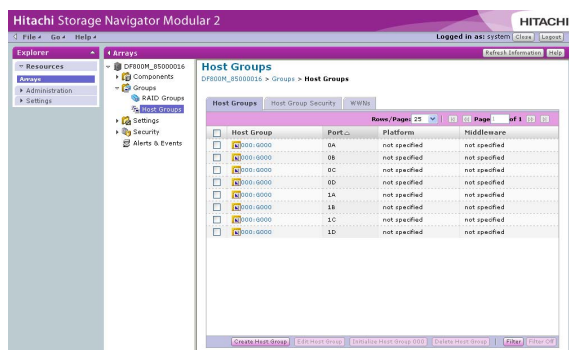 Hitachi Storage Navigator Modular 2
HITACHI
File Go Help
Logged in as: system Close Logout
Explorer
Resources
Arrays
Administration
Settings
Arrays
Refresh Information Help
DF800M_85000016
Components
Groups
RAID Groups
Host Groups
Settings
Security
Alerts & Events
Host Groups
DF800M_85000016 > Groups > Host Groups
Host Groups Host Group Security WWNs
Rows/Page: 25 Page 1 of 1
Host Group Port Platform Middleware
000:G000 0A not specified not specified
000:G000 0B not specified not specified
000:G000 0C not specified not specified
000:G000 0D not specified not specified
000:G000 1A not specified not specified
000:G000 1B not specified not specified
000:G000 1C not specified not specified
000:G000 1D not specified not specified
Create Host Group Edit Host Group Initialize Host Group 000 Delete Host Group Filter Filter Off